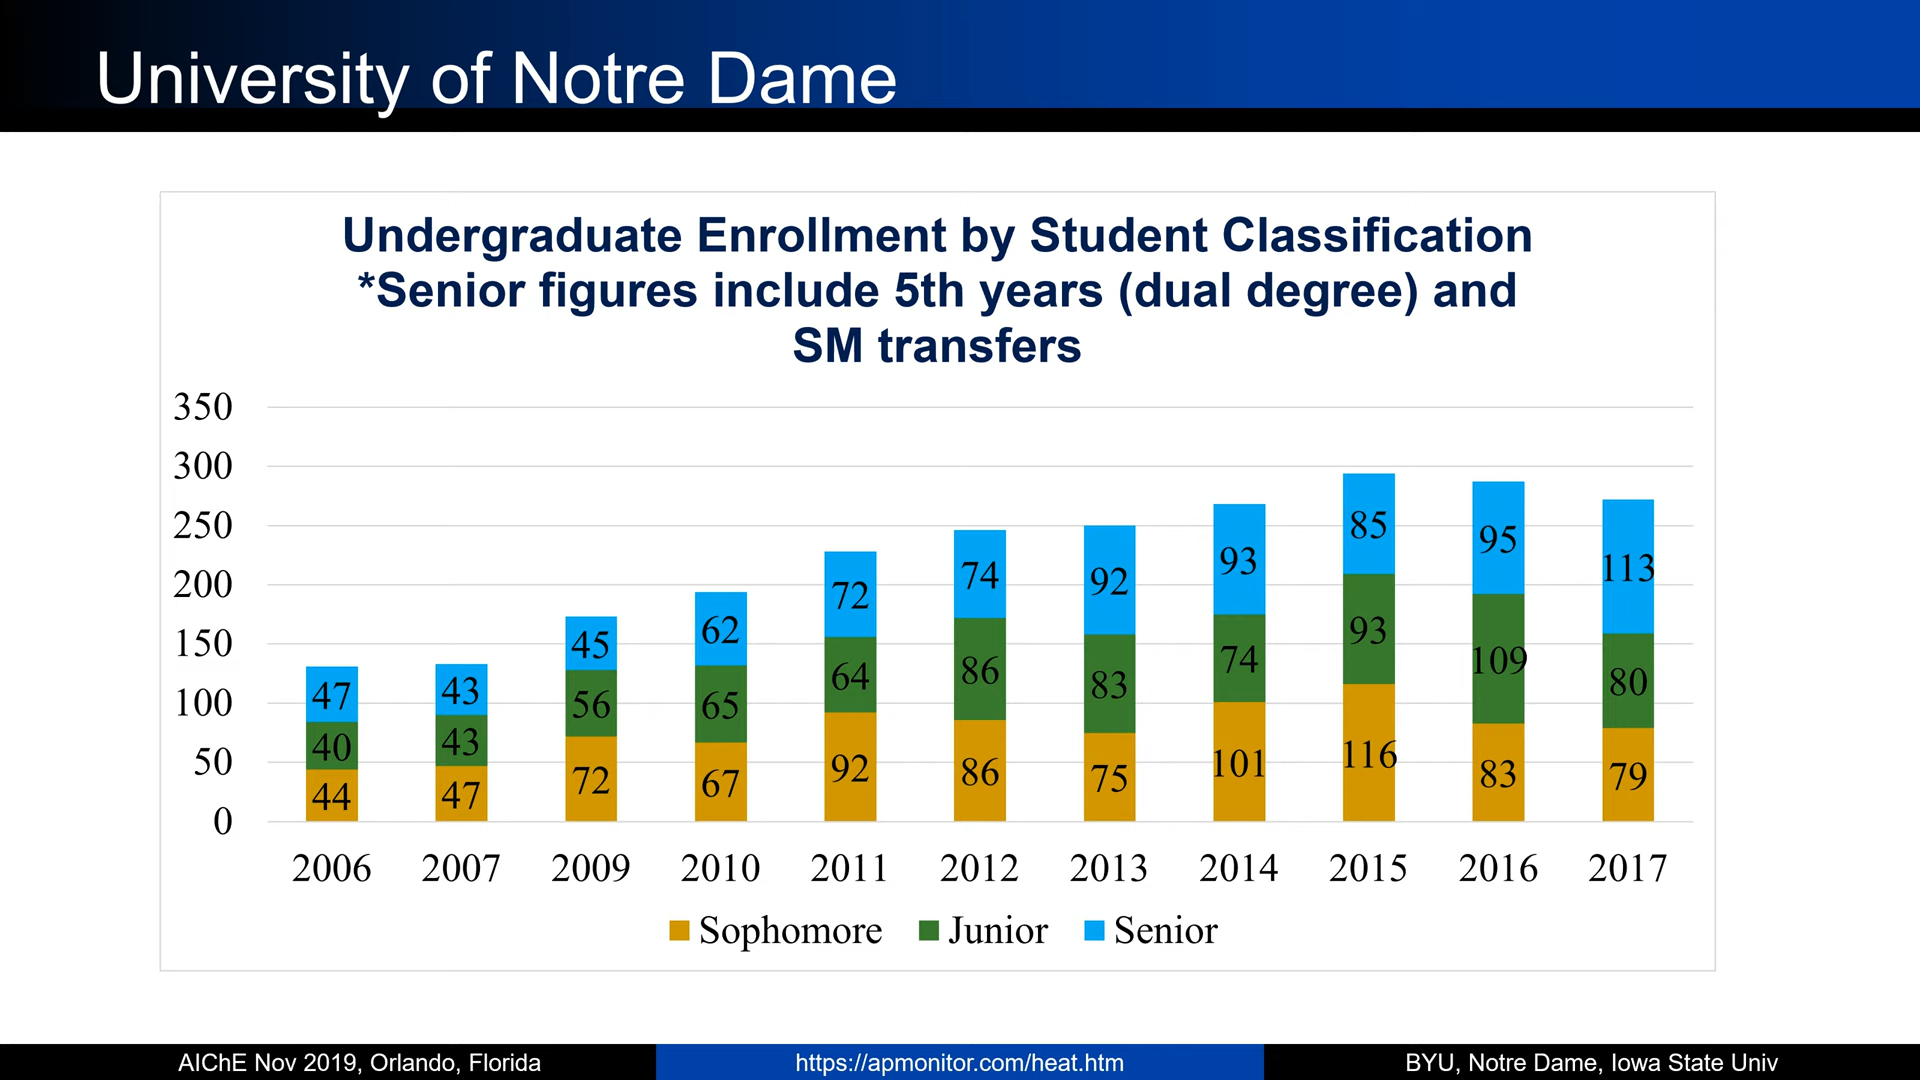 University of Notre Dame
Undergraduate Enrollment by Student Classification
*Senior figures include 5th years (dual degree) and
SM transfers
350
300
250
200
150
100
50
0
47 43 45 62 72 74 92 93 85 95 113
40 43 56 65 64 86 83 74 93 109 80
44 47 72 67 92 86 75 101 116 83 79
2006 2007 2009 2010 2011 2012 2013 2014 2015 2016 2017
Sophomore Junior Senior
AIChE Nov 2019, Orlando, Florida https://apmonitor.com/heat.htm BYU, Notre Dame, Iowa State Univ